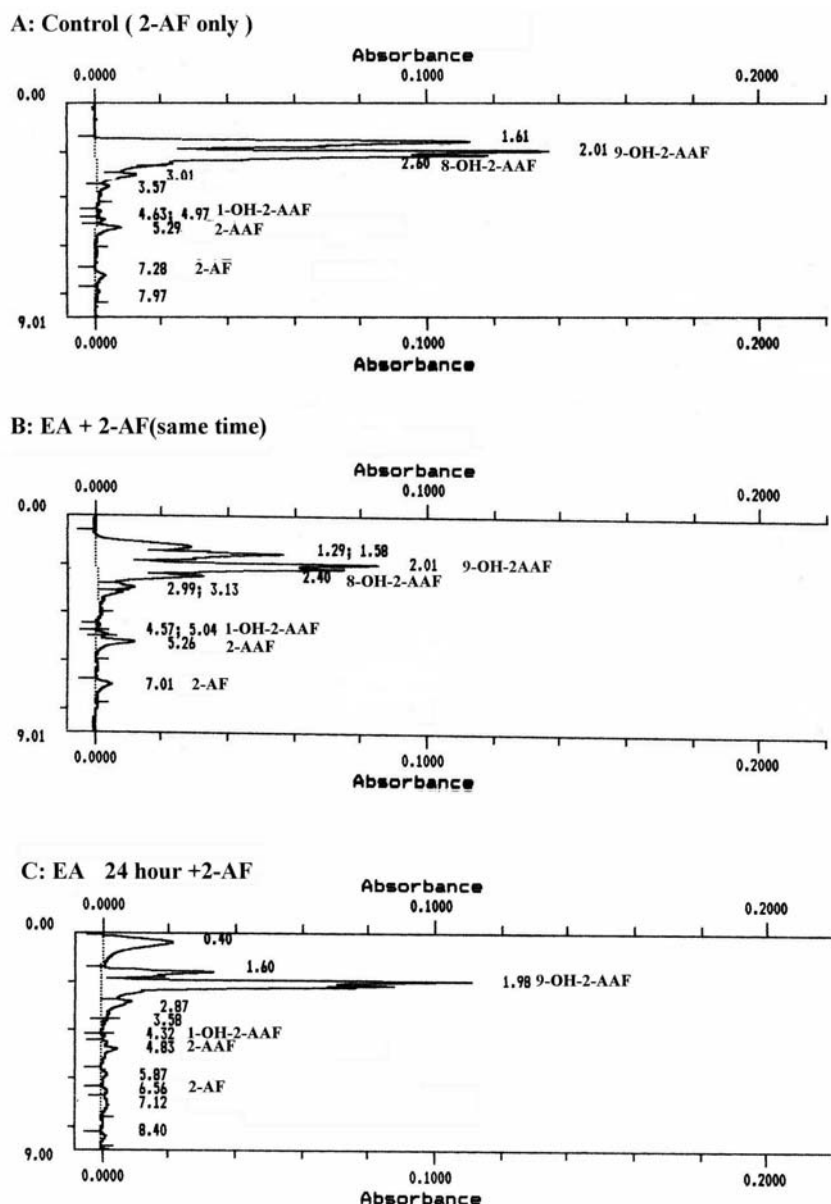 A: Control ( 2-AF only )
Absorbance
0.0000 0.1000 0.2000
0.00
1.61
2.01 9-OH-2-AAF
2.60 8-OH-2-AAF
3.01
3.57
4.63; 4.97 1-OH-2-AAF
5.29 2-AAF
7.28 2-AF
7.97
9.01
0.0000 0.1000 0.2000
Absorbance
B: EA + 2-AF(same time)
Absorbance
0.0000 0.1000 0.2000
0.00
1.29; 1.58
2.01 9-OH-2AAF
2.40 8-OH-2-AAF
2.99; 3.13
4.57; 5.04 1-OH-2-AAF
5.26 2-AAF
7.01 2-AF
9.01
0.0000 0.1000 0.2000
Absorbance
C: EA 24 hour +2-AF
Absorbance
0.0000 0.1000 0.2000
0.00
0.40
1.60
1.98 9-OH-2-AAF
2.87
3.58
4.32 1-OH-2-AAF
4.83 2-AAF
5.87
6.56 2-AF
7.12
8.40
9.00
0.0000 0.1000 0.2000
Absorbance